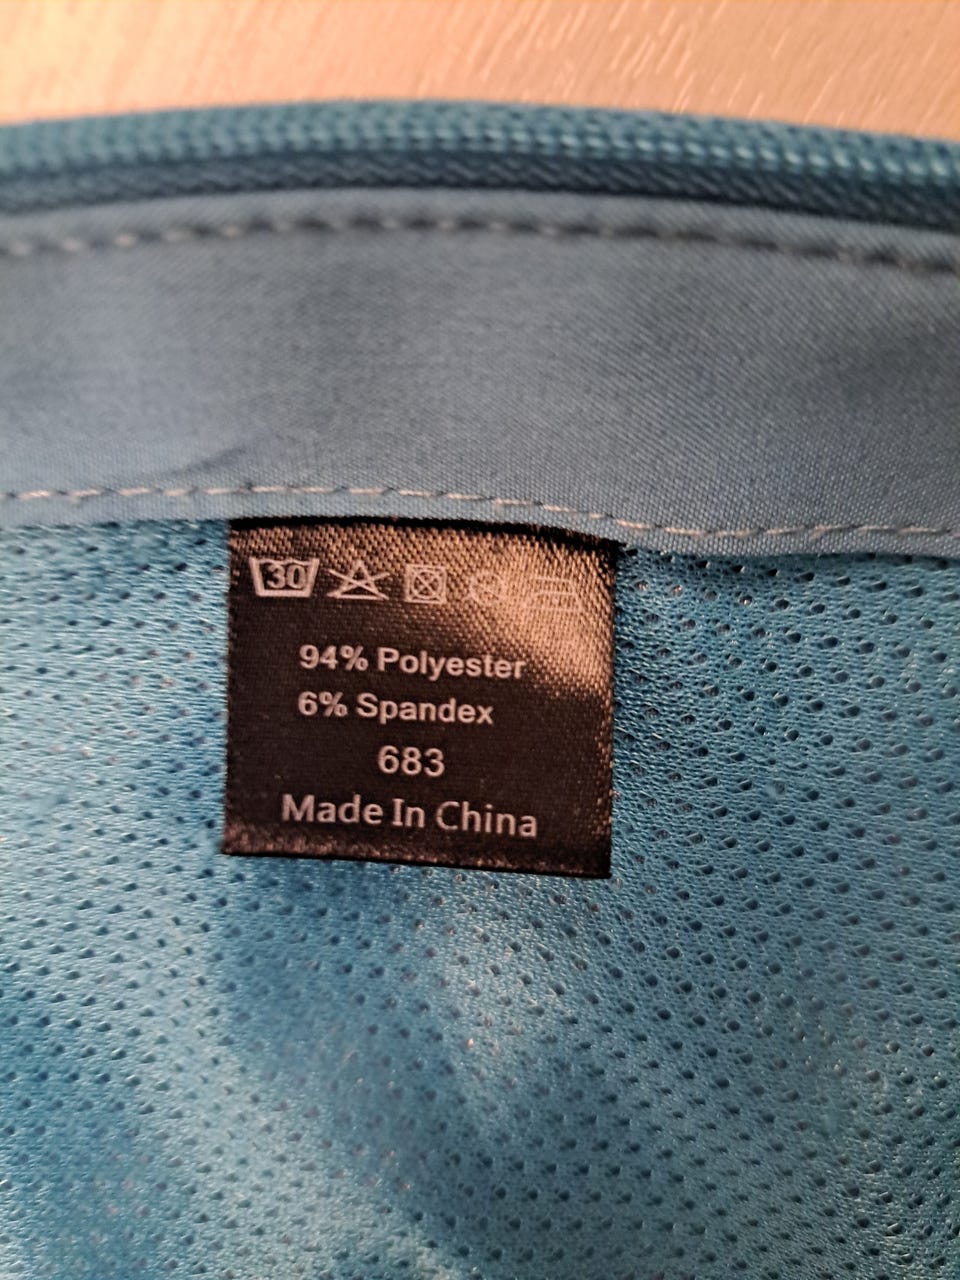 30
94% Polyester
6% Spandex
683
Made In China